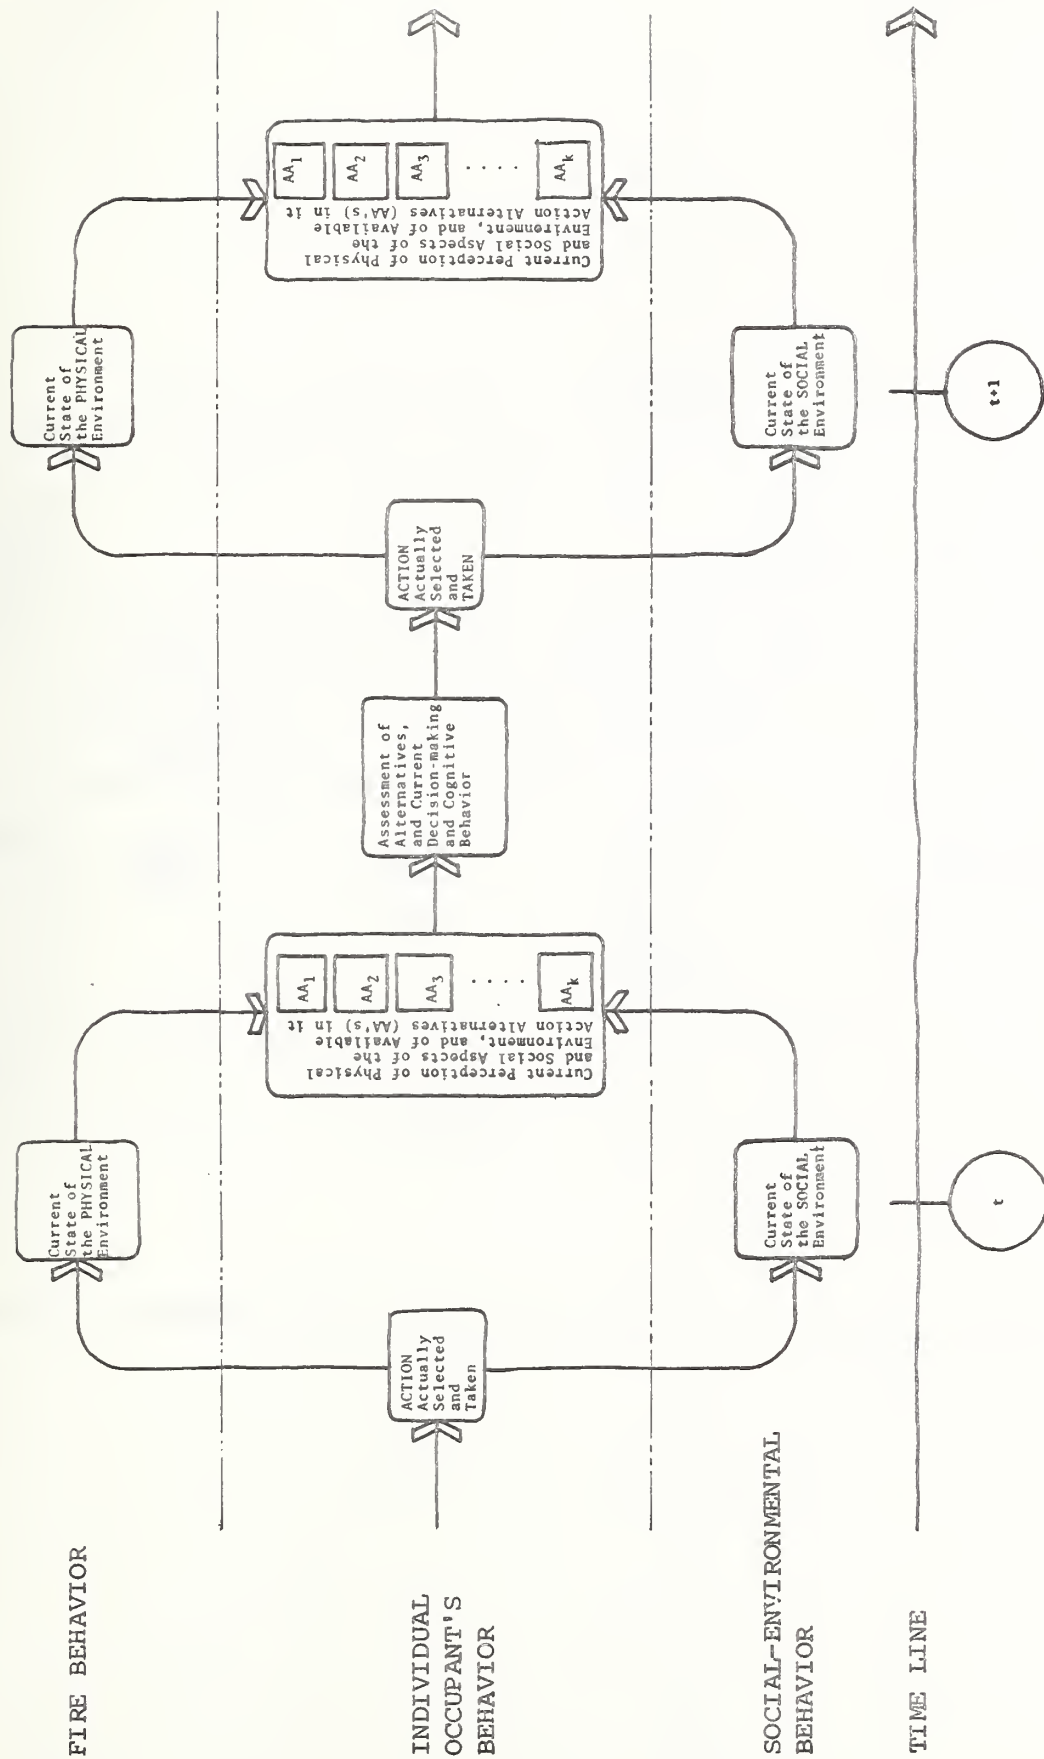 FIRE BEHAVIOR
Current
State of
the PHYSICAL
Environment
Current
State of
the PHYSICAL
Environment
INDIVIDUAL
OCCUPANT'S
BEHAVIOR
ACTION
Actually
Selected
and
Taken
Current Perception of Physical
and Social Aspects of the
Environment, and of Available
Action Alternatives (AA's) in it
AA1
AA2
AA3
....
AAk
Assessment of
Alternatives,
and Current
Decision-making
and Cognitive
Behavior
ACTION
Actually
Selected
and
TAKEN
Current Perception of Physical
and Social Aspects of the
Environment, and of Available
Action Alternatives (AA's) in it
AA1
AA2
AA3
....
AAk
SOCIAL-ENVIRONMENTAL
BEHAVIOR
Current
State of
the SOCIAL
Environment
Current
State of
the SOCIAL
Environment
TIME LINE
t
t+1